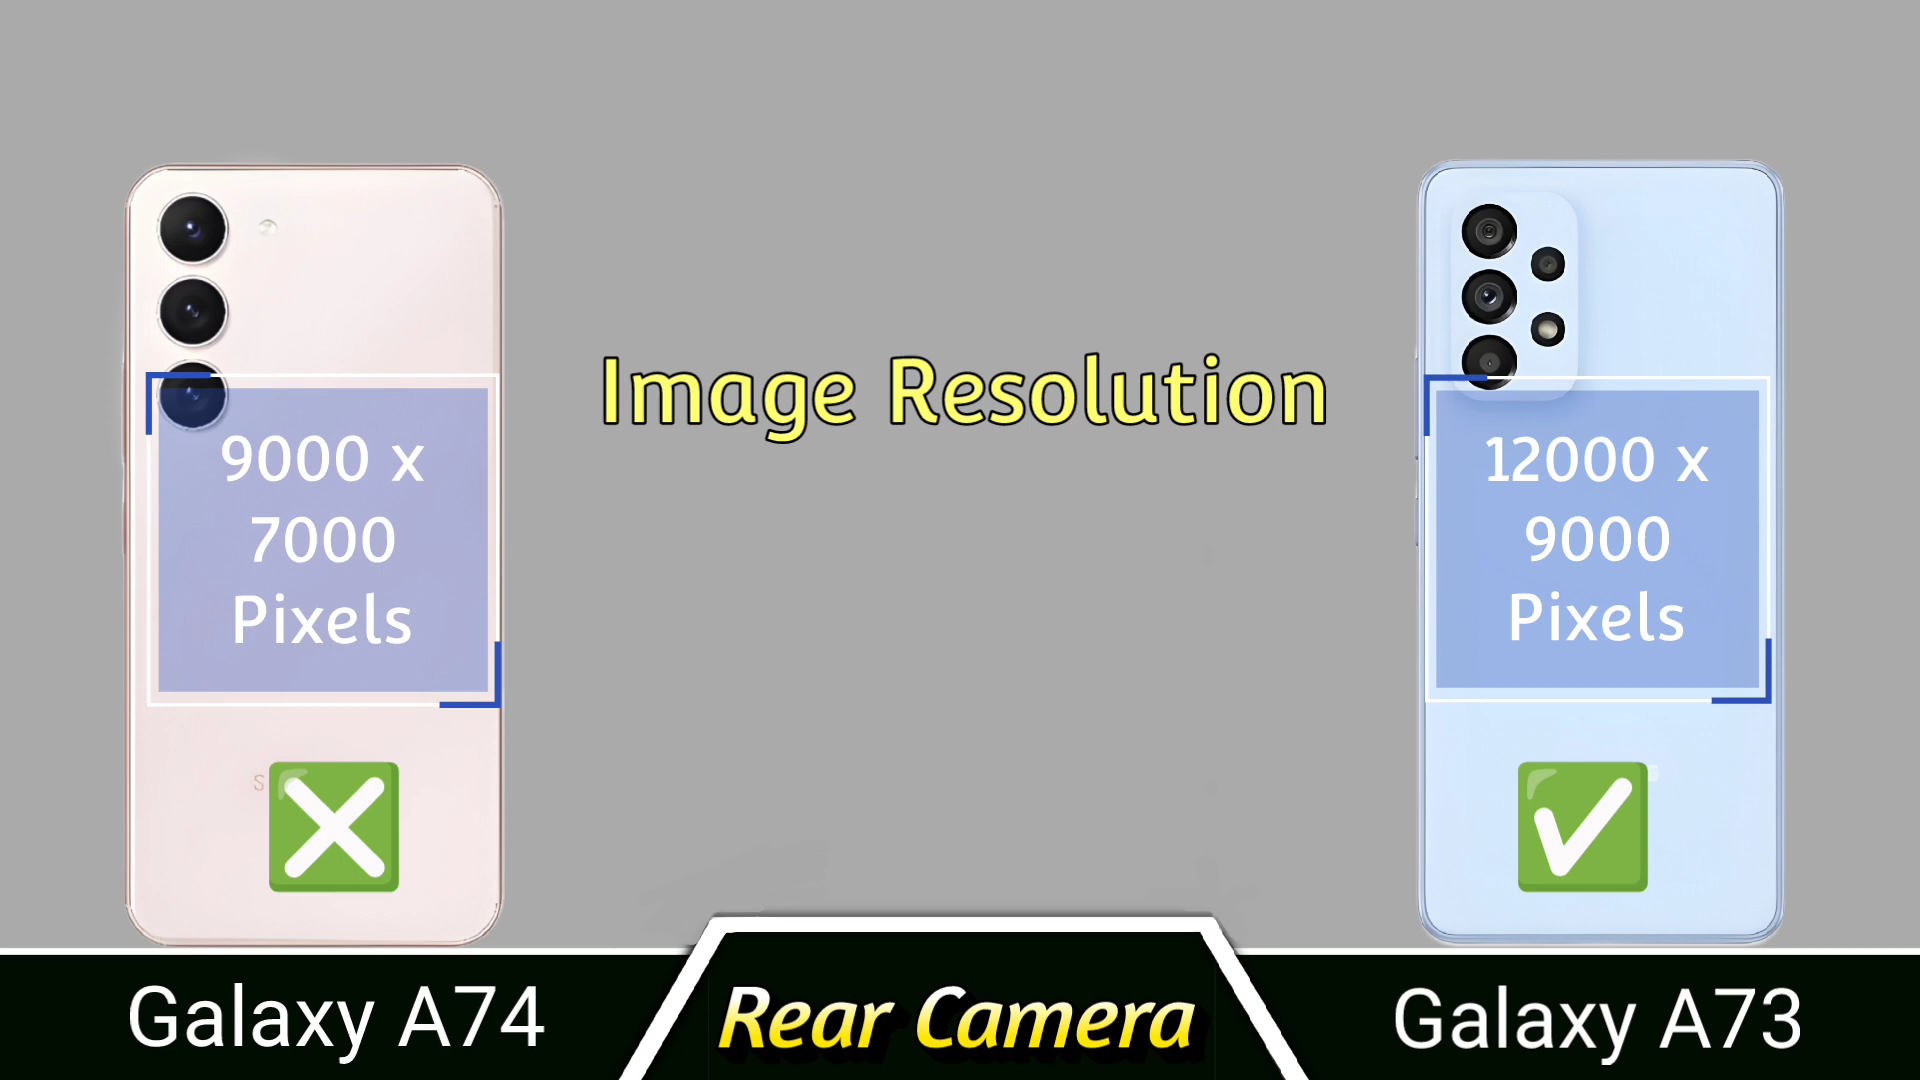 Image Resolution
9000 x
7000
Pixels
12000 x
9000
Pixels
S
Galaxy A74
Rear Camera
Galaxy A73